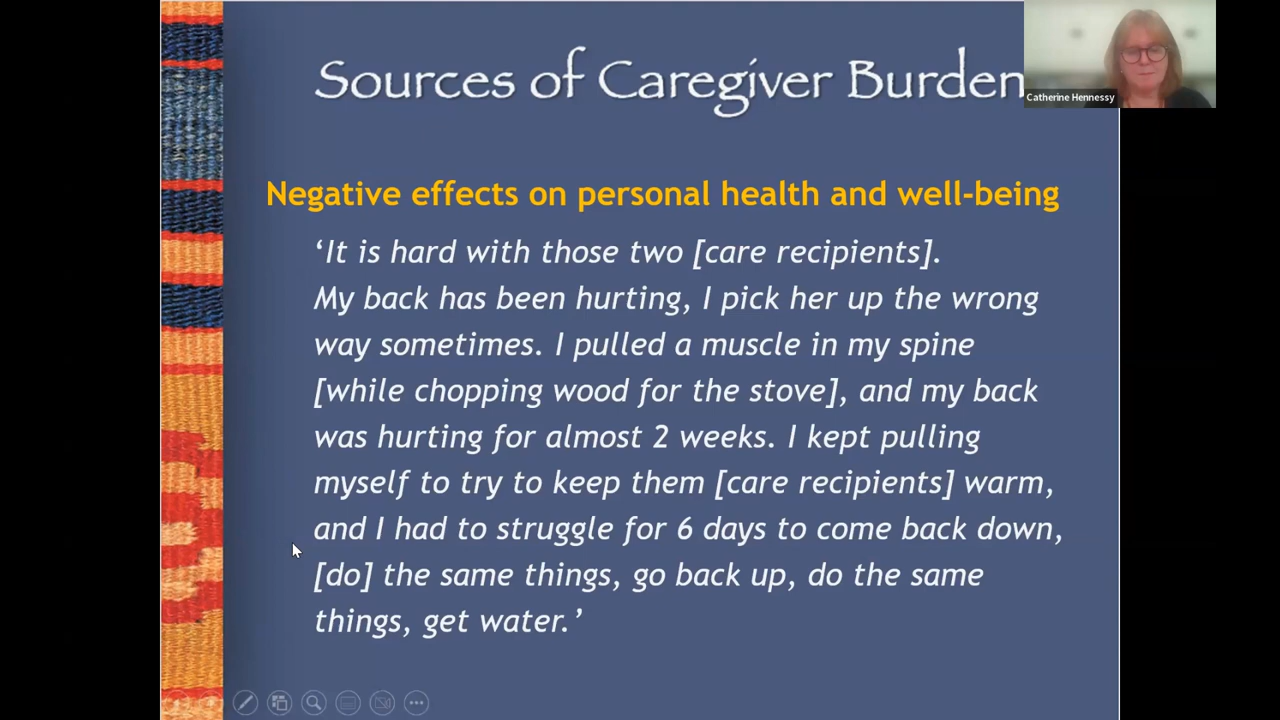 Sources of Caregiver Burden
Catherine Hennessy
Negative effects on personal health and well-being
‘It is hard with those two [care recipients].
My back has been hurting, I pick her up the wrong
way sometimes. I pulled a muscle in my spine
[while chopping wood for the stove], and my back
was hurting for almost 2 weeks. I kept pulling
myself to try to keep them [care recipients] warm,
and I had to struggle for 6 days to come back down,
[do] the same things, go back up, do the same
things, get water.’